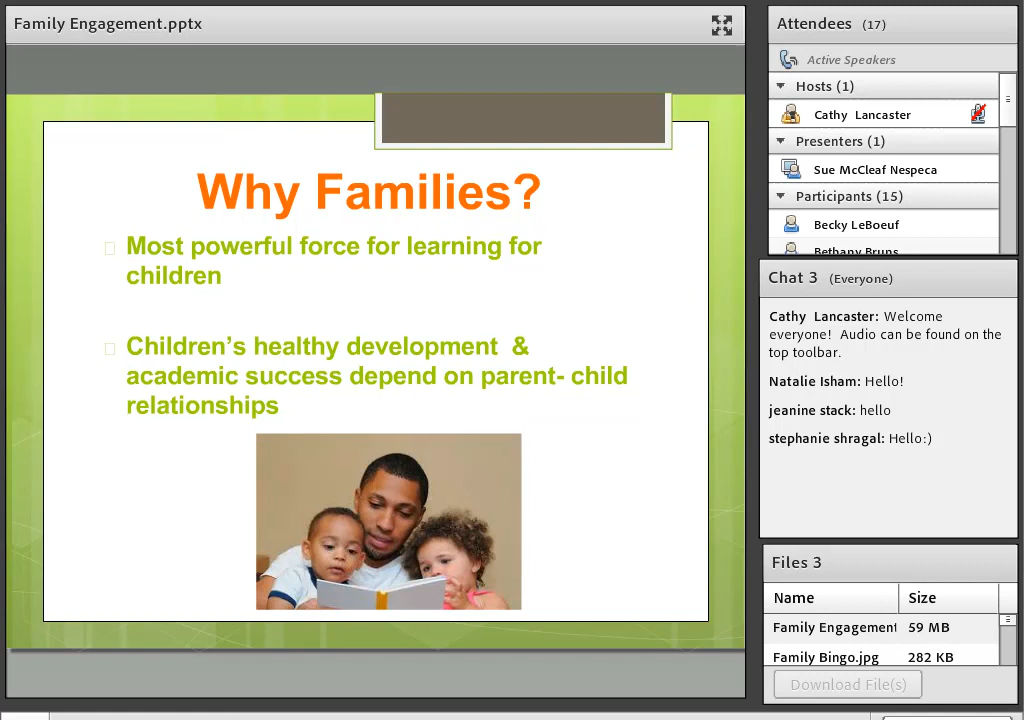 Family Engagement.pptx
Why Families?
Most powerful force for learning for
children
Children’s healthy development  &
academic success depend on parent- child
relationships
Attendees (17)
Active Speakers
Hosts (1)
Cathy Lancaster
Presenters (1)
Sue McCleaf Nespeca
Participants (15)
Becky LeBoeuf
Bethany Bruns
Chat 3 (Everyone)
Cathy Lancaster: Welcome
everyone! Audio can be found on the
top toolbar.
Natalie Isham: Hello!
jeanine stack: hello
stephanie shragal: Hello:)
Files 3
Name Size
Family Engagement 59 MB
Family Bingo.jpg 282 KB
Download File(s)